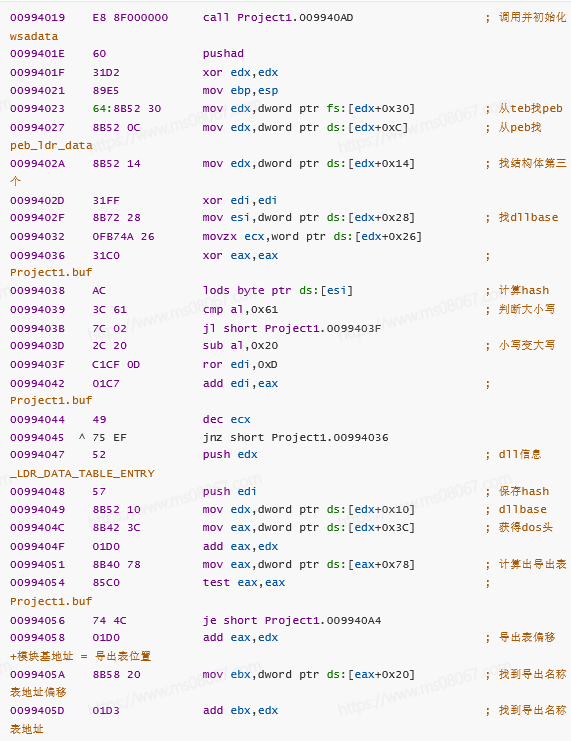 00994019 E8 8F000000 call Project1.009940AD ; 调用并初始化
wsadata
0099401E 60 pushad
0099401F 31D2 xor edx,edx
00994021 89E5 mov ebp,esp
00994023 64:8B52 30 mov edx,dword ptr fs:[edx+0x30] ; 从teb找peb
00994027 8B52 0C mov edx,dword ptr ds:[edx+0xC] ; 从peb找
peb_ldr_data
0099402A 8B52 14 mov edx,dword ptr ds:[edx+0x14] ; 找结构体第三
个
0099402D 31FF xor edi,edi
0099402F 8B72 28 mov esi,dword ptr ds:[edx+0x28] ; 找dllbase
00994032 0FB74A 26 movzx ecx,word ptr ds:[edx+0x26]
00994036 31C0 xor eax,eax ;
Project1.buf
00994038 AC lods byte ptr ds:[esi] ; 计算hash
00994039 3C 61 cmp al,0x61 ; 判断大小写
0099403B 7C 02 jl short Project1.0099403F
0099403D 2C 20 sub al,0x20 ; 小写变大写
0099403F C1CF 0D ror edi,0xD
00994042 01C7 add edi,eax ;
Project1.buf
00994044 49 dec ecx
00994045 ^ 75 EF jnz short Project1.00994036
00994047 52 push edx ; dll信息
_LDR_DATA_TABLE_ENTRY
00994048 57 push edi ; 保存hash
00994049 8B52 10 mov edx,dword ptr ds:[edx+0x10] ; dllbase
0099404C 8B42 3C mov eax,dword ptr ds:[edx+0x3C] ; 获得dos头
0099404F 01D0 add eax,edx
00994051 8B40 78 mov eax,dword ptr ds:[eax+0x78] ; 计算出导出表
00994054 85C0 test eax,eax ;
Project1.buf
00994056 74 4C je short Project1.009940A4
00994058 01D0 add eax,edx ; 导出表偏移
+模块基地址 = 导出表位置
0099405A 8B58 20 mov ebx,dword ptr ds:[eax+0x20] ; 找到导出名称
表地址偏移
0099405D 01D3 add ebx,edx ; 找到导出名称
表地址